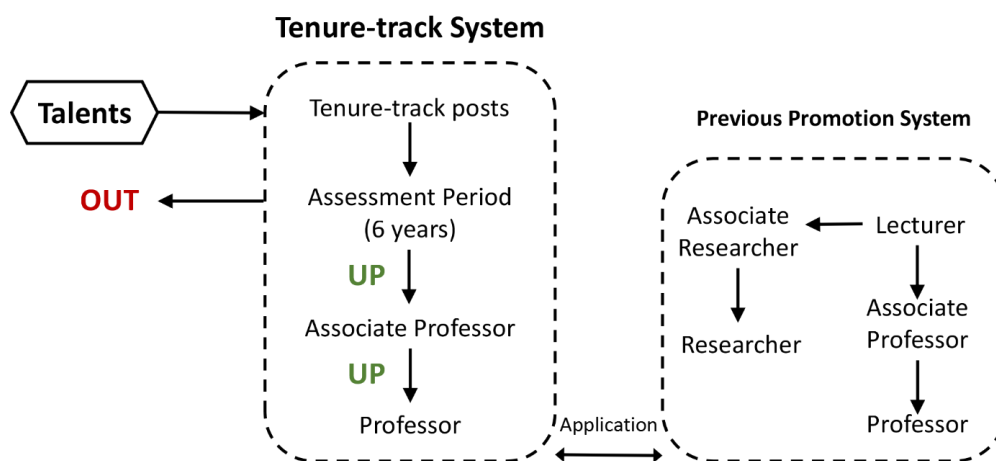 Tenure-track System
Talents
OUT
Tenure-track posts
Assessment Period
(6 years)
UP
Associate Professor
UP
Professor
Application
Previous Promotion System
Associate
Researcher
Researcher
Lecturer
Associate
Professor
Professor